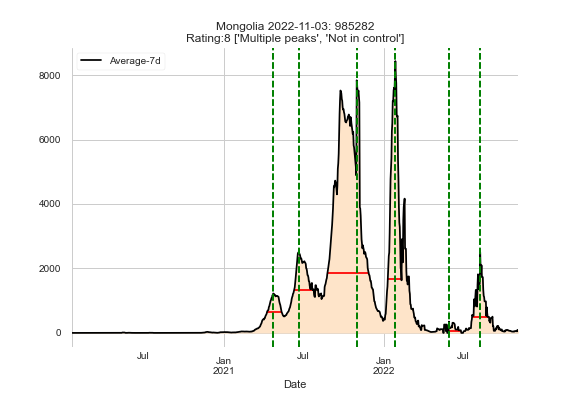 Mongolia 2022-11-03: 985282
Rating:8 ['Multiple peaks', 'Not in control']
Average-7d
8000
6000
4000
2000
0
Jul
Jan
2021
Jul
Jan
2022
Jul
Date